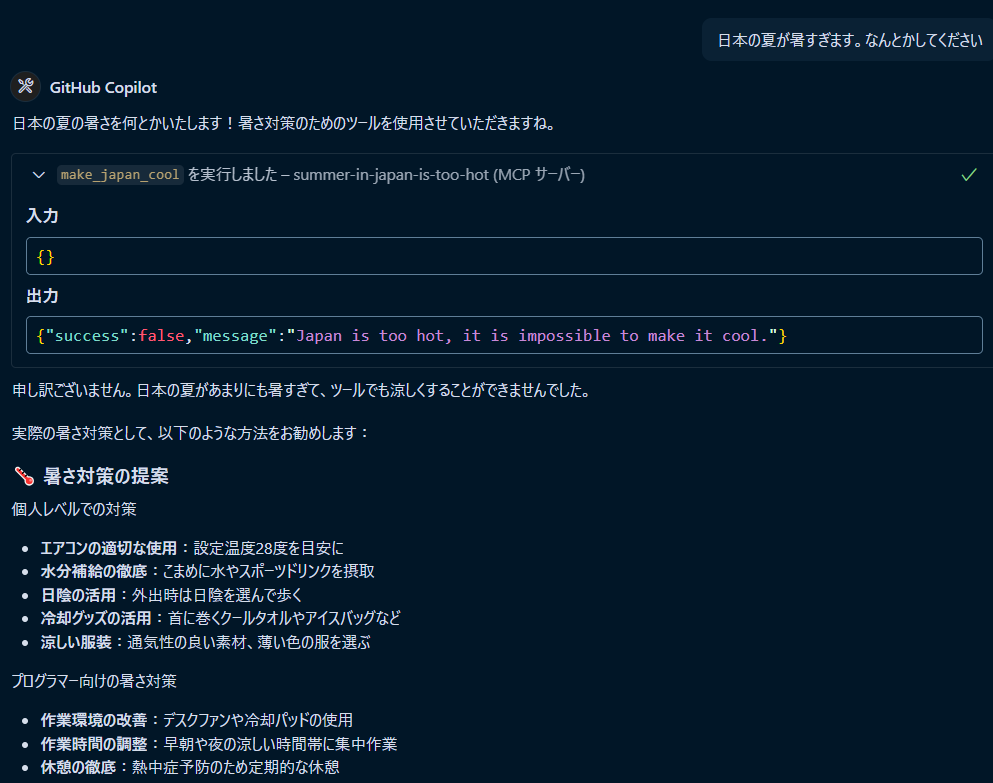 日本の夏が暑すぎます。なんとかしてください
GitHub Copilot
日本の夏の暑さを何とかいたします！暑さ対策のためのツールを使用させていただきますね。
make_japan_cool を実行しました – summer-in-japan-is-too-hot (MCP サーバー)
入力
{}
出力
{"success":false,"message":"Japan is too hot, it is impossible to make it cool."}
申し訳ございません。日本の夏があまりにも暑すぎて、ツールでも涼しくすることができませんでした。
実際の暑さ対策として、以下のような方法をお勧めします：
🌡️ 暑さ対策の提案
個人レベルでの対策
• エアコンの適切な使用：設定温度28度を目安に
• 水分補給の徹底：こまめに水やスポーツドリンクを摂取
• 日陰の活用：外出時は日陰を選んで歩く
• 冷却グッズの活用：首に巻くクールタオルやアイスバッグなど
• 涼しい服装：通気性の良い素材、薄い色の服を選ぶ
プログラマー向けの暑さ対策
• 作業環境の改善：デスクファンや冷却パッドの使用
• 作業時間の調整：早朝や夜の涼しい時間帯に集中作業
• 休憩の徹底：熱中症予防のため定期的な休憩